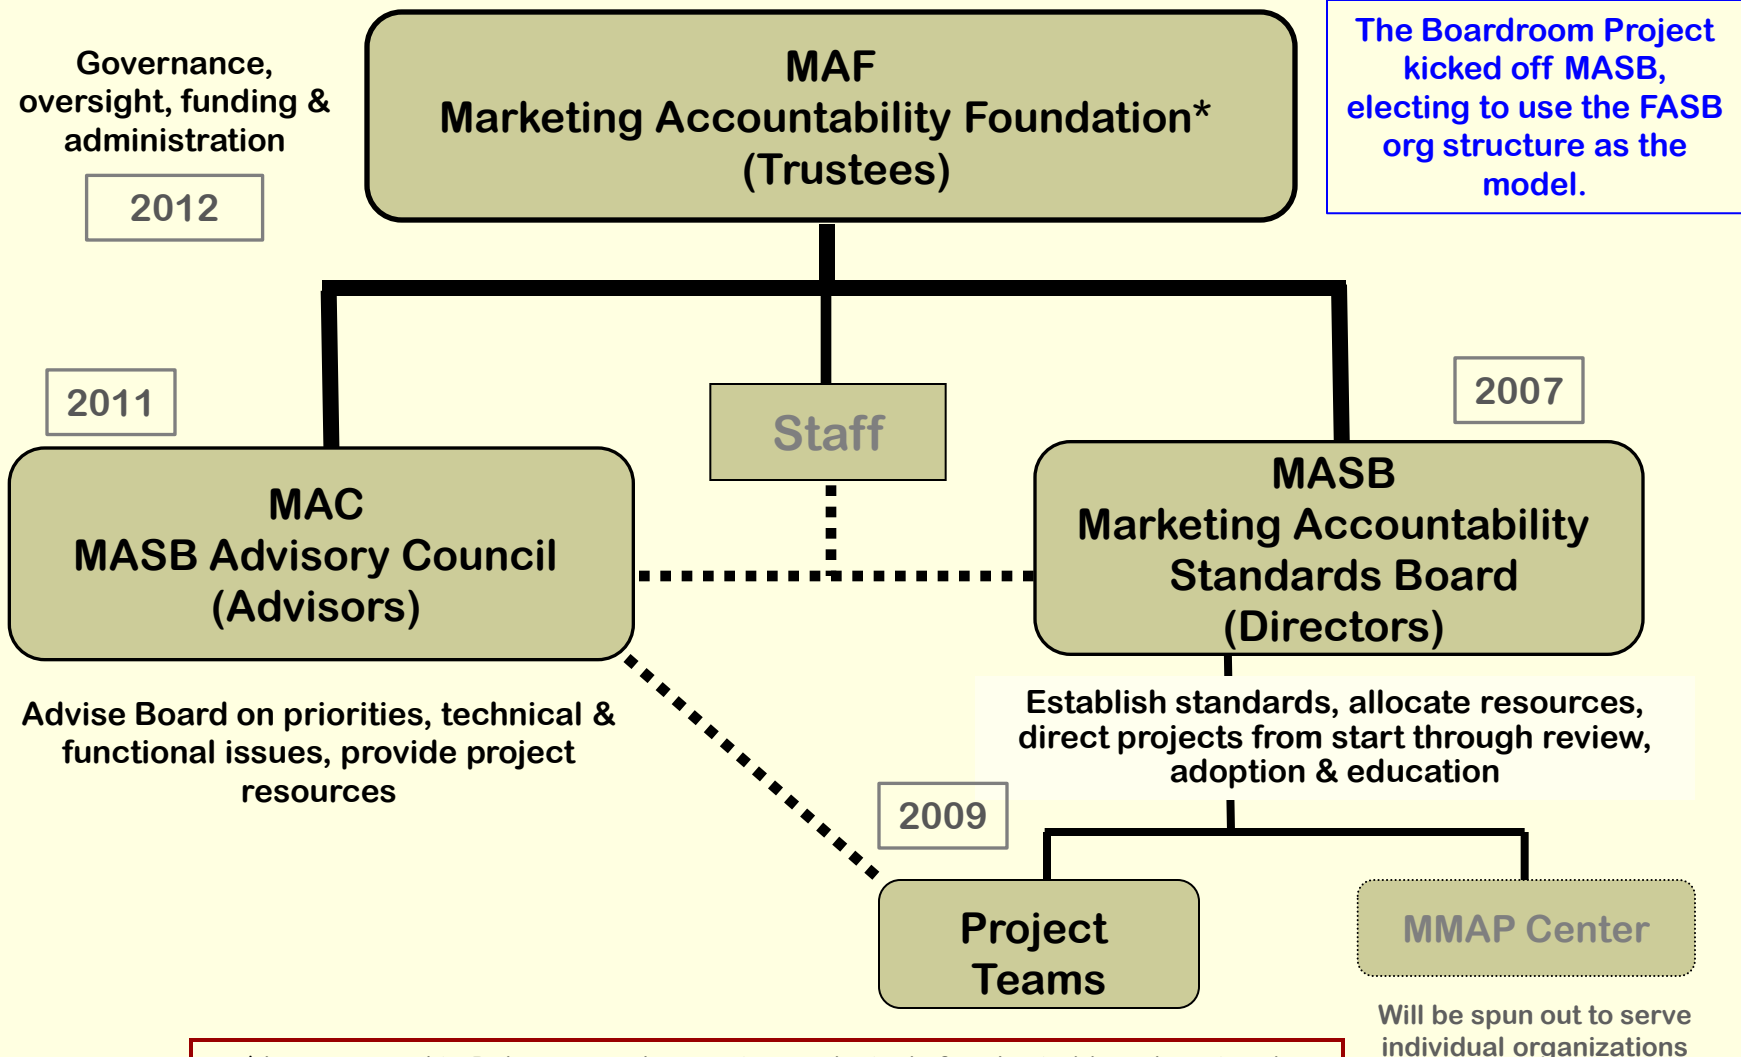 Governance,
oversight, funding &
administration
2012
MAF
Marketing Accountability Foundation*
(Trustees)
The Boardroom Project
kicked off MASB,
electing to use the FASB
org structure as the
model.
2011
Staff
2007
MAC
MASB Advisory Council
(Advisors)
MASB
Marketing Accountability
Standards Board
(Directors)
Advise Board on priorities, technical &
functional issues, provide project
resources
Establish standards, allocate resources,
direct projects from start through review,
adoption & education
2009
Project
Teams
MMAP Center
Will be spun out to serve
individual organizations